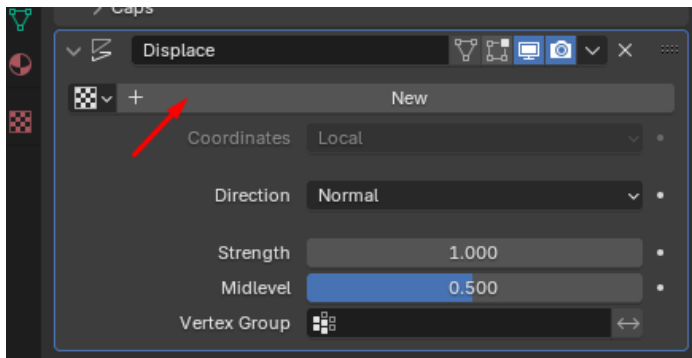 Caps
Displace
New
Coordinates Local
Direction Normal
Strength 1.000
Midlevel 0.500
Vertex Group